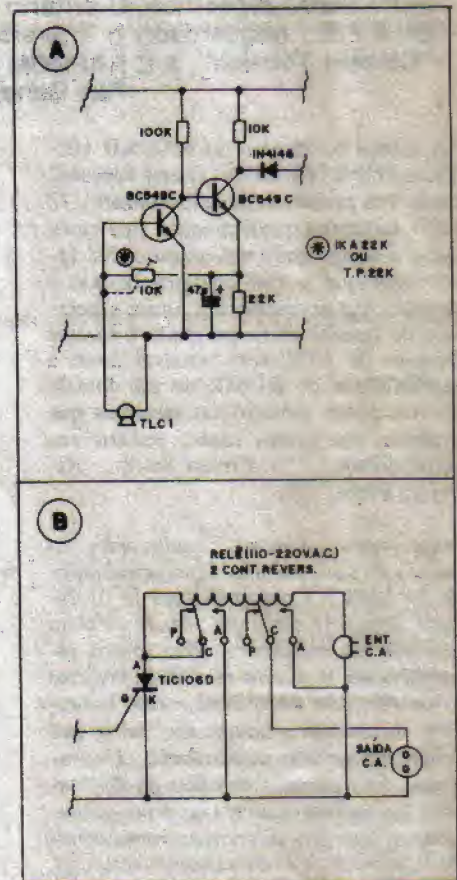 A
100K
10K
1N4148
BC549C
BC549C
✱
✱ 1K A 22K
OU
T.P. 22K
10K
47µ
+
22K
TLC1
B
RELÊ (110-220V.A.C.)
2 CONT. REVERS.
P
C
A
P
C
A
ENT.
C.A.
A
TIC106D
G
K
SAÍDA
C.A.